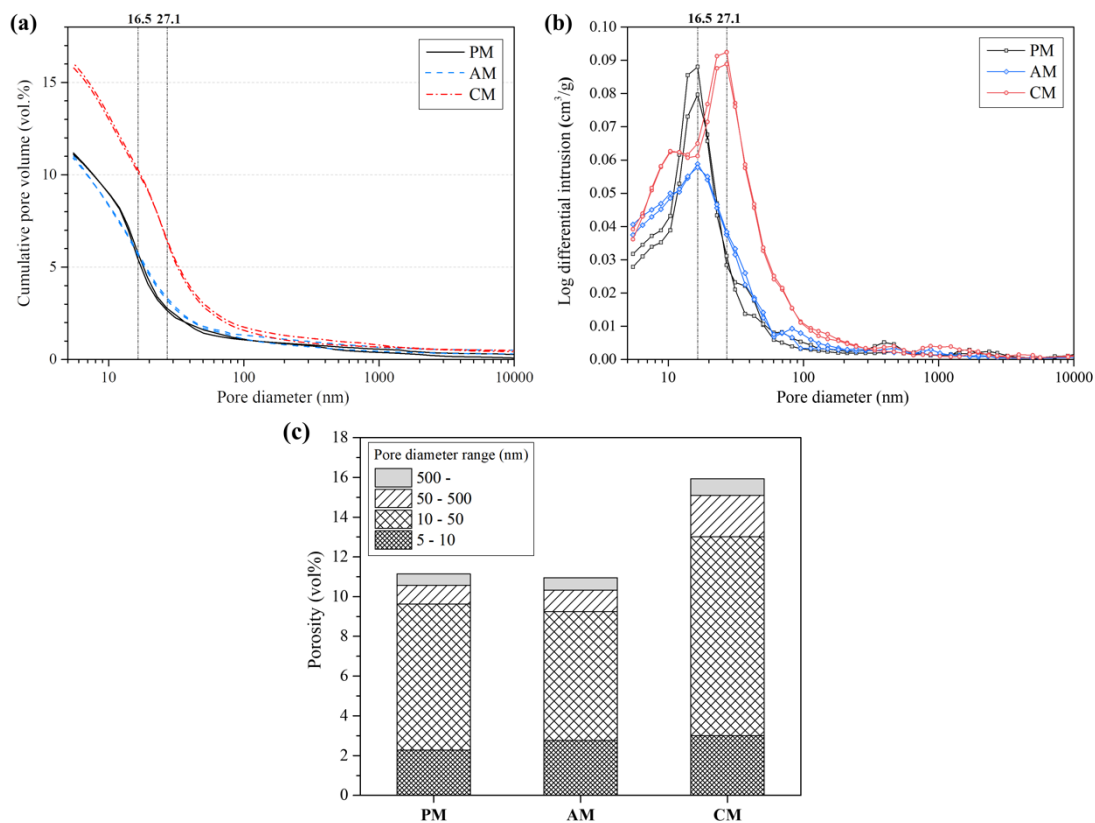 (a)
16.5 27.1
Cumulative pore volume (vol.%)
15
10
5
0
PM
AM
CM
10 100 1000 10000
Pore diameter (nm)
(b)
16.5 27.1
Log differential intrusion (cm³/g)
0.10
0.09
0.08
0.07
0.06
0.05
0.04
0.03
0.02
0.01
0.00
PM
AM
CM
10 100 1000 10000
Pore diameter (nm)
(c)
Porosity (vol%)
18
16
14
12
10
8
6
4
2
0
Pore diameter range (nm)
500 -
50 - 500
10 - 50
5 - 10
PM AM CM